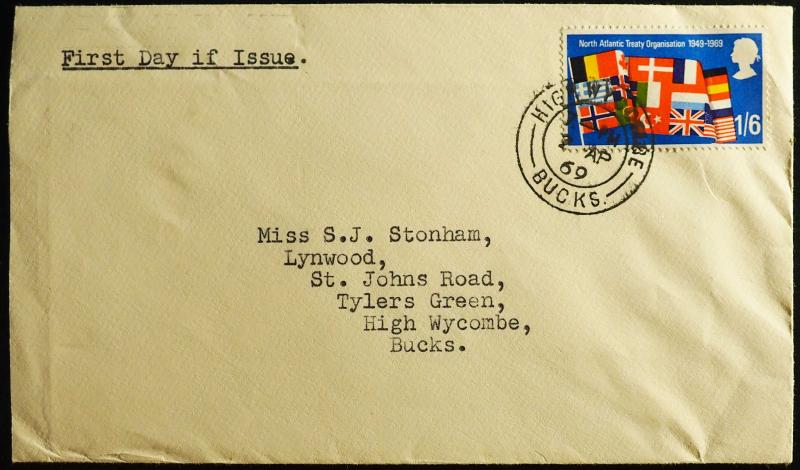 First Day if Issue.
North Atlantic Treaty Organisation 1949-1969
1/6
HIGH WYCOMBE
AP
69
BUCKS.
Miss S.J. Stonham,
Lynwood,
St. Johns Road,
Tylers Green,
High Wycombe,
Bucks.